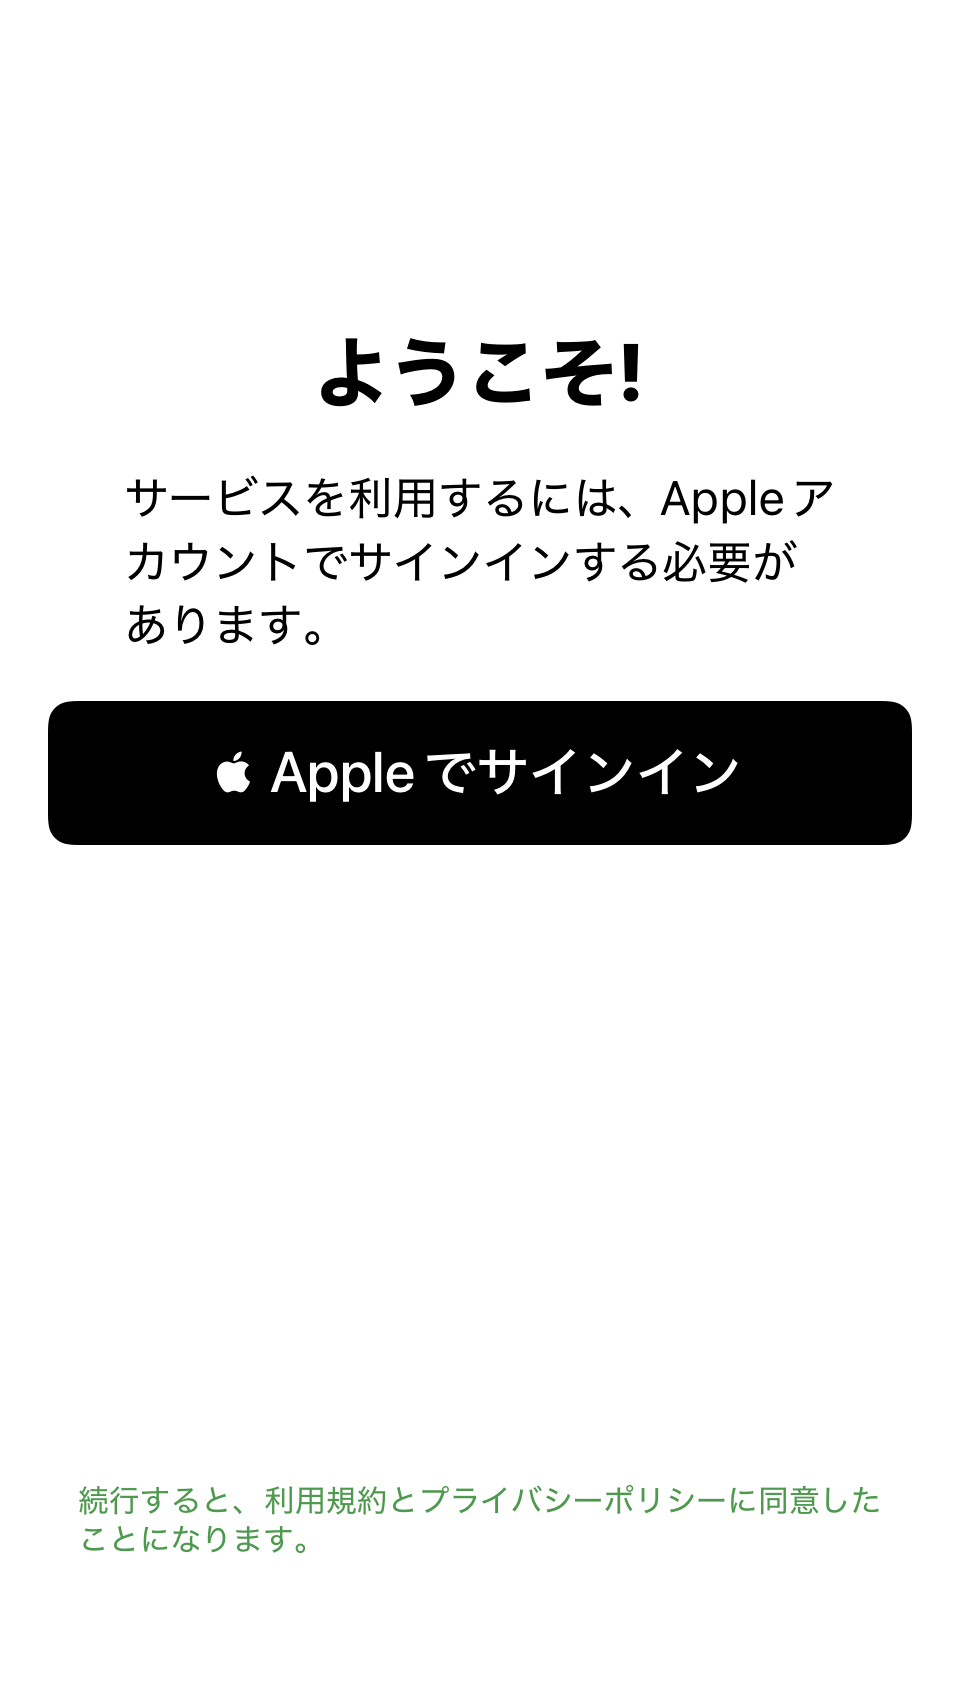 ようこそ!
サービスを利用するには、Appleア
カウントでサインインする必要が
あります。
Appleでサインイン
続行すると、利用規約とプライバシーポリシーに同意した
ことになります。